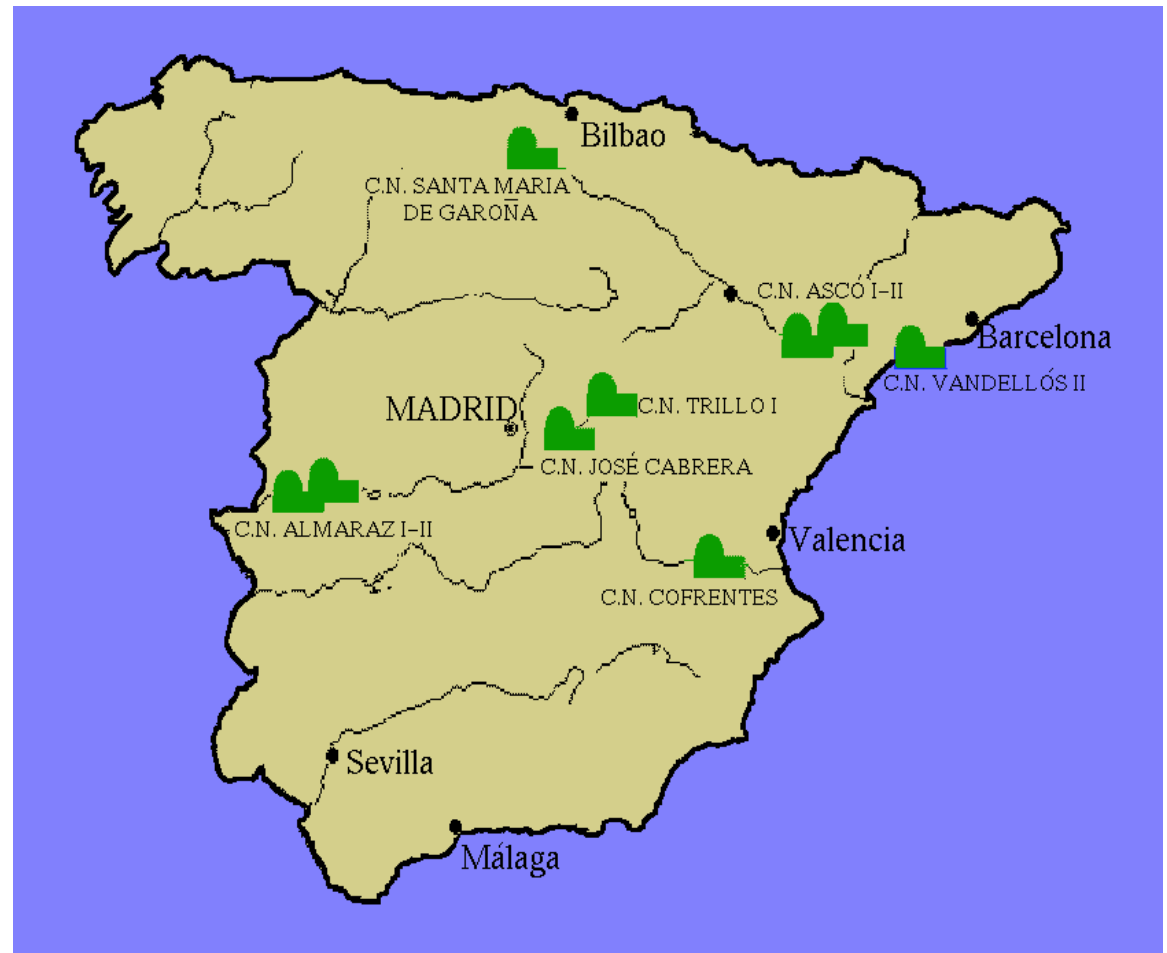 Bilbao
C.N. SANTA MARIA
DE GAROÑA
C.N. ASCÓ I-II
Barcelona
C.N. VANDELLÓS II
MADRID
C.N. TRILLO I
C.N. JOSÉ CABRERA
C.N. ALMARAZ I-II
Valencia
C.N. COFRENTES
Sevilla
Málaga